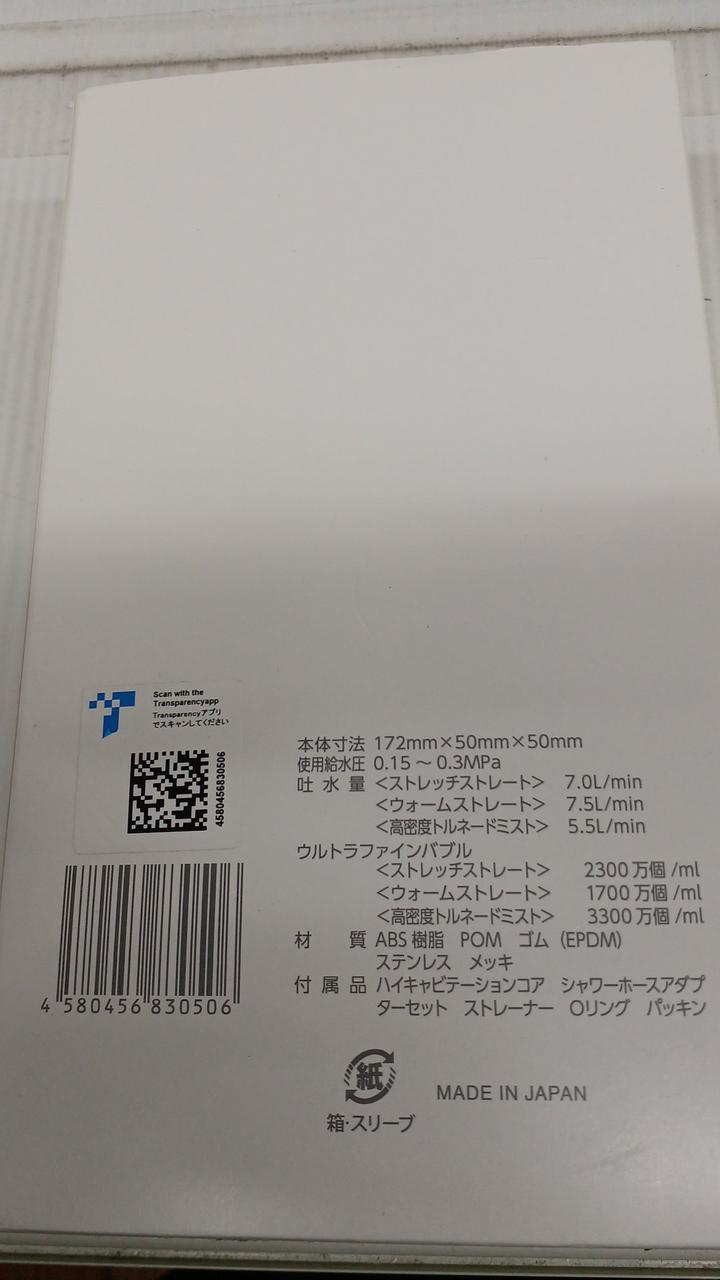 Scan with the
Transparencyapp
Transparencyアプリ
でスキャンしてください
4580456830506
本体寸法 172mm×50mm×50mm
使用給水圧 0.15～0.3MPa
吐水量 <ストレッチストレート> 7.0L/min
<ウォームストレート> 7.5L/min
<高密度トルネードミスト> 5.5L/min
ウルトラファインバブル
<ストレッチストレート> 2300万個/ml
<ウォームストレート> 1700万個/ml
<高密度トルネードミスト> 3300万個/ml
材質 ABS樹脂 POM ゴム (EPDM)
ステンレス メッキ
付属品 ハイキャビテーションコア シャワーホースアダプ
ターセット ストレーナー Oリング パッキン
4 580456 830506
紙
箱・スリーブ
MADE IN JAPAN